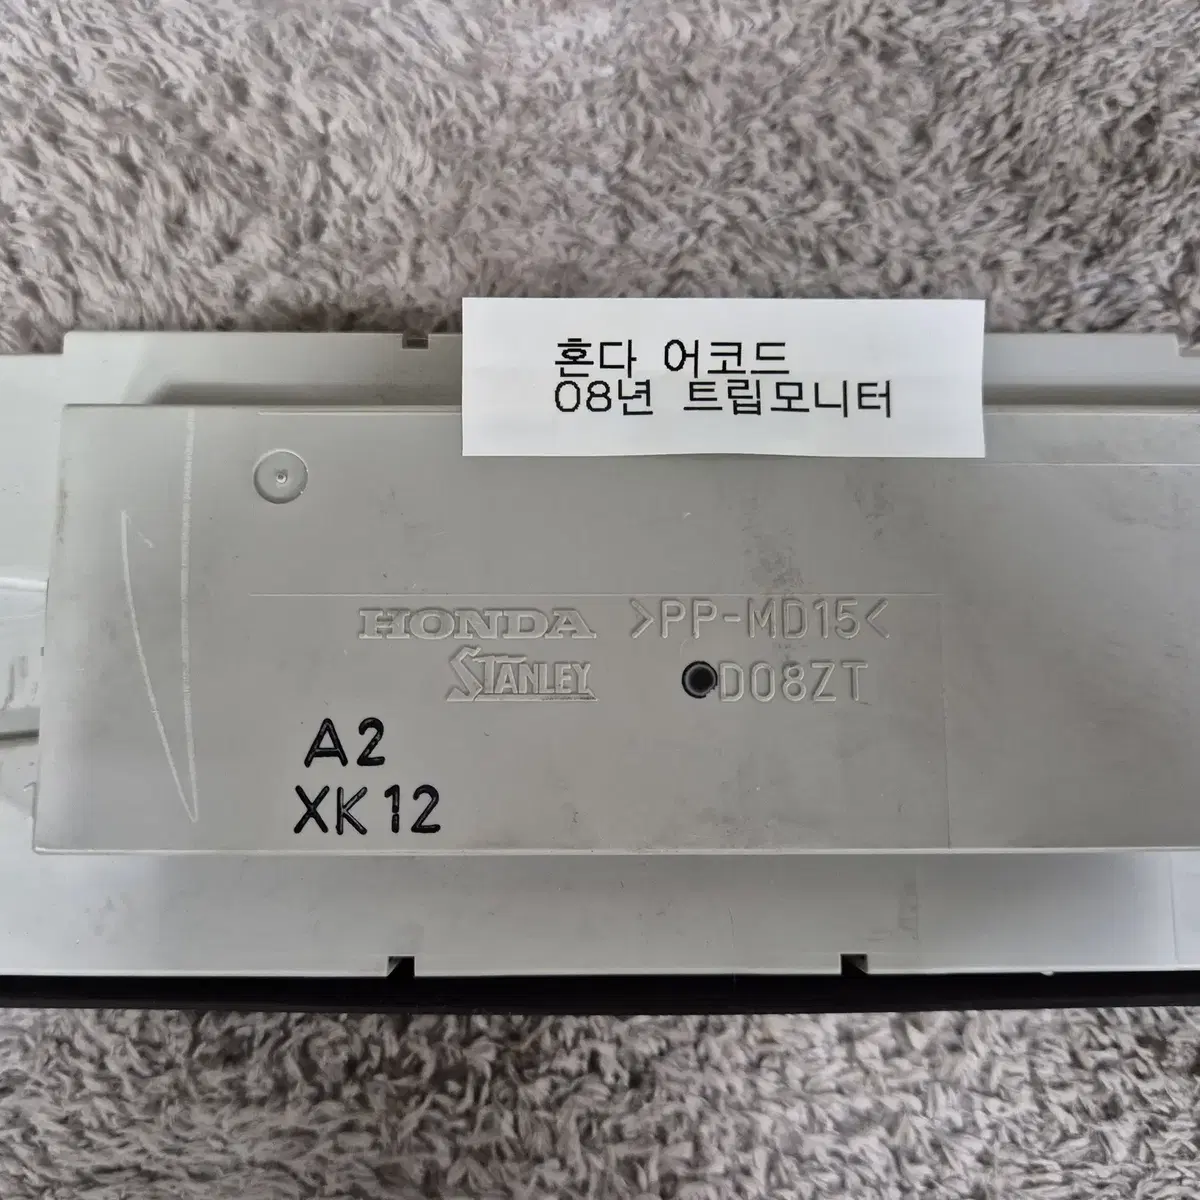 혼다 어코드
08년 트립모니터
HONDA >PP-MD15<
STANLEY D08ZT
A2
XK12